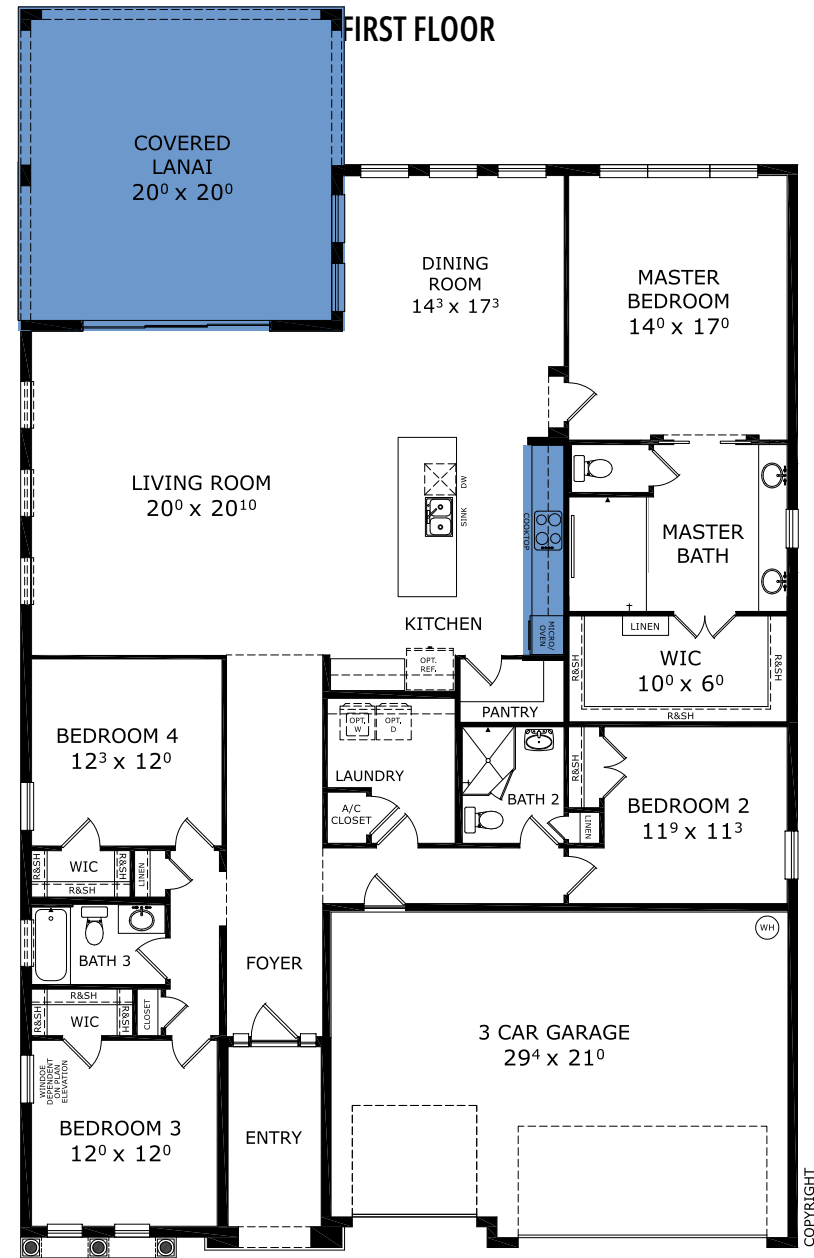 FIRST FLOOR
COVERED
LANAI
20⁰ x 20⁰
DINING
ROOM
14³ x 17³
MASTER
BEDROOM
14⁰ x 17⁰
LIVING ROOM
20⁰ x 20¹⁰
DW
SINK
COOKTOP
MICRO/
OVEN
KITCHEN
OPT.
REF.
MASTER
BATH
LINEN
R&SH
WIC
10⁰ x 6⁰
R&SH
R&SH
PANTRY
BEDROOM 4
12³ x 12⁰
OPT.
W
OPT.
D
LAUNDRY
A/C
CLOSET
BATH 2
R&SH
LINEN
BEDROOM 2
11⁹ x 11³
R&SH
WIC
R&SH
R&SH
LINEN
BATH 3
FOYER
WH
R&SH
R&SH
WIC
R&SH
CLOSET
3 CAR GARAGE
29⁴ x 21⁰
WINDOE
DEPENDENT
ON PLAN
ELEVATION
BEDROOM 3
12⁰ x 12⁰
ENTRY
COPYRIGHT